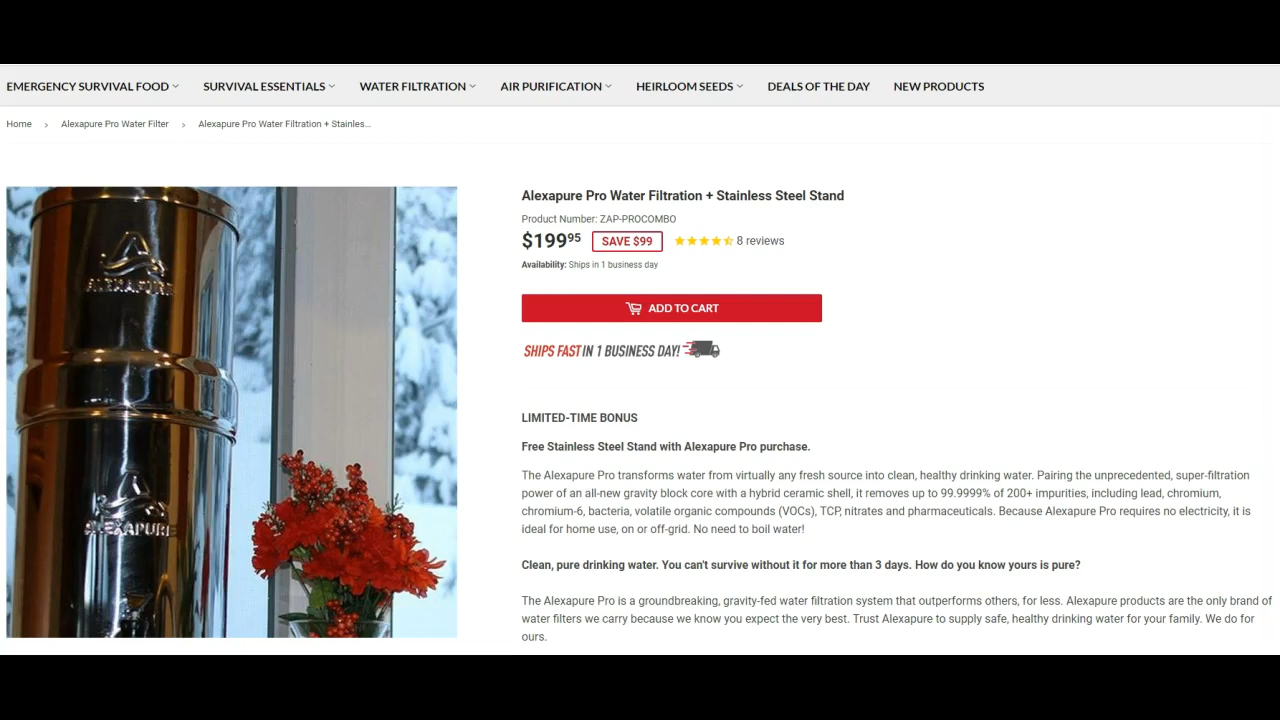 EMERGENCY SURVIVAL FOOD SURVIVAL ESSENTIALS WATER FILTRATION AIR PURIFICATION HEIRLOOM SEEDS DEALS OF THE DAY NEW PRODUCTS
Home › Alexapure Pro Water Filter › Alexapure Pro Water Filtration + Stainles...
ALEXAPURE
ALEXAPURE
Alexapure Pro Water Filtration + Stainless Steel Stand
Product Number: ZAP-PROCOMBO
$199.95 SAVE $99 8 reviews
Availability: Ships in 1 business day
ADD TO CART
SHIPS FAST IN 1 BUSINESS DAY!
LIMITED-TIME BONUS
Free Stainless Steel Stand with Alexapure Pro purchase.
The Alexapure Pro transforms water from virtually any fresh source into clean, healthy drinking water. Pairing the unprecedented, super-filtration
power of an all-new gravity block core with a hybrid ceramic shell, it removes up to 99.9999% of 200+ impurities, including lead, chromium,
chromium-6, bacteria, volatile organic compounds (VOCs), TCP, nitrates and pharmaceuticals. Because Alexapure Pro requires no electricity, it is
ideal for home use, on or off-grid. No need to boil water!
Clean, pure drinking water. You can't survive without it for more than 3 days. How do you know yours is pure?
The Alexapure Pro is a groundbreaking, gravity-fed water filtration system that outperforms others, for less. Alexapure products are the only brand of
water filters we carry because we know you expect the very best. Trust Alexapure to supply safe, healthy drinking water for your family. We do for
ours.